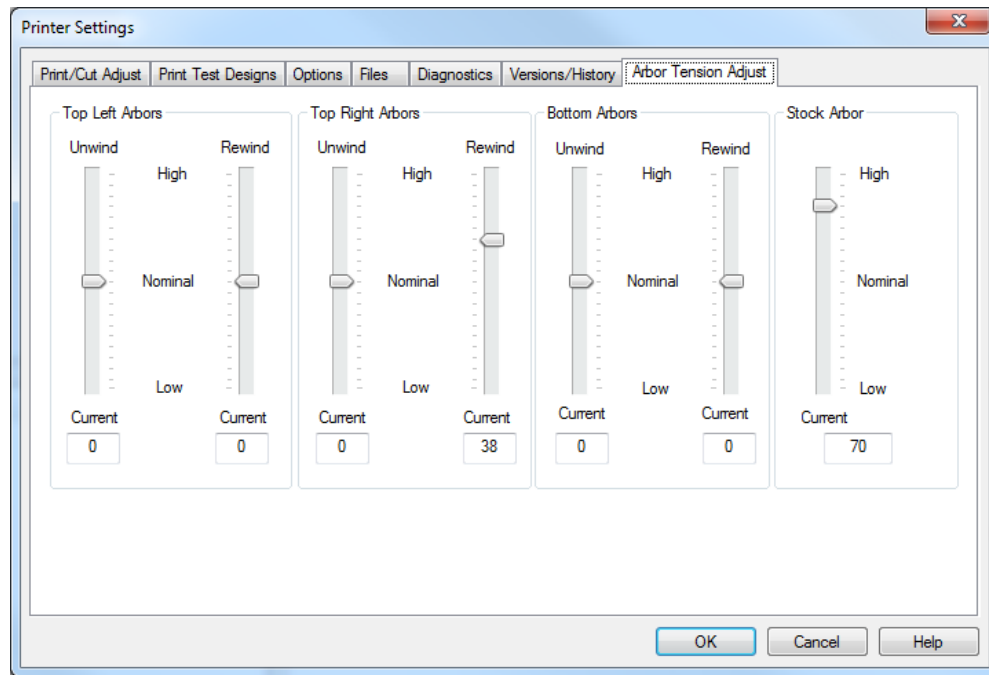 Printer Settings
Print/Cut Adjust Print Test Designs Options Files Diagnostics Versions/History Arbor Tension Adjust
Top Left Arbors Top Right Arbors Bottom Arbors Stock Arbor
Unwind Rewind Unwind Rewind Unwind Rewind
High High High High
Nominal Nominal Nominal Nominal
Low Low Low Low
Current Current Current Current Current Current Current
0 0 0 38 0 0 70
OK Cancel Help